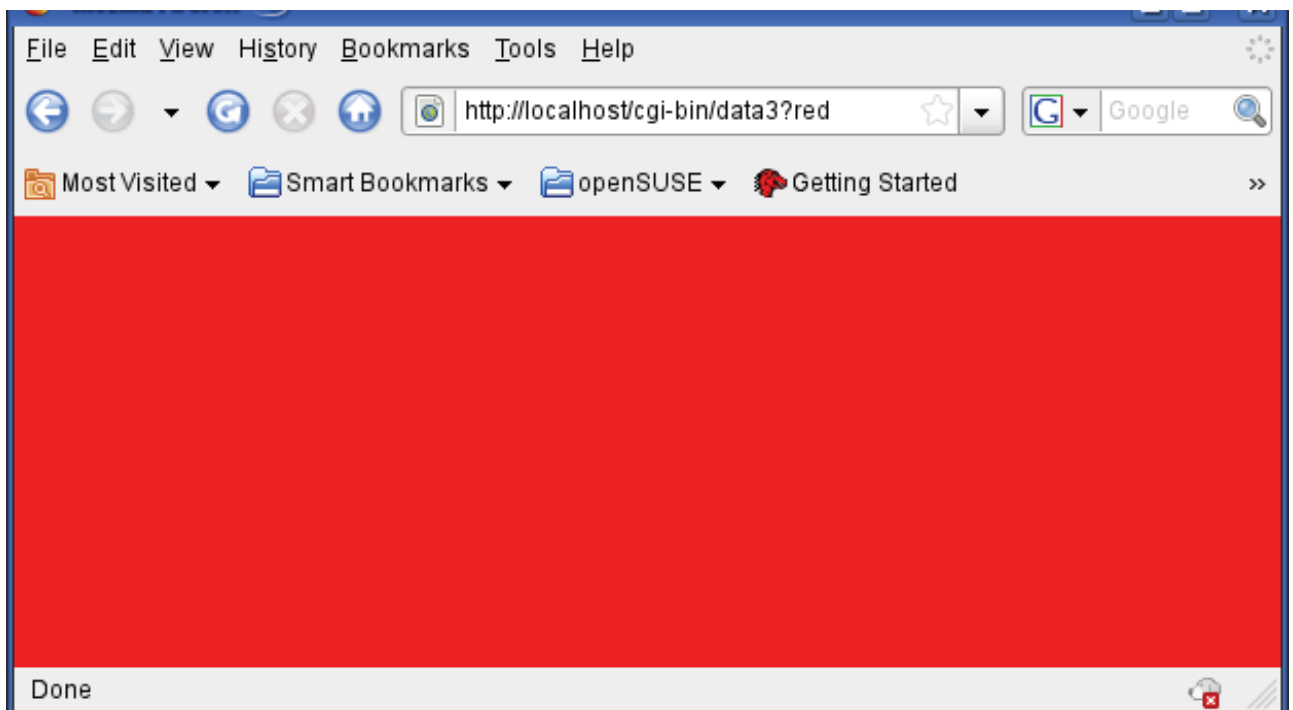 File Edit View History Bookmarks Tools Help
http://localhost/cgi-bin/data3?red
G Google
Most Visited Smart Bookmarks openSUSE Getting Started »
Done